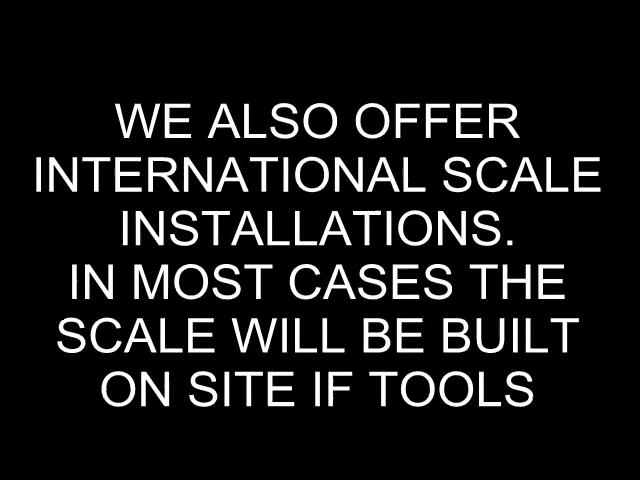 WE ALSO OFFER
INTERNATIONAL SCALE
INSTALLATIONS.
IN MOST CASES THE
SCALE WILL BE BUILT
ON SITE IF TOOLS